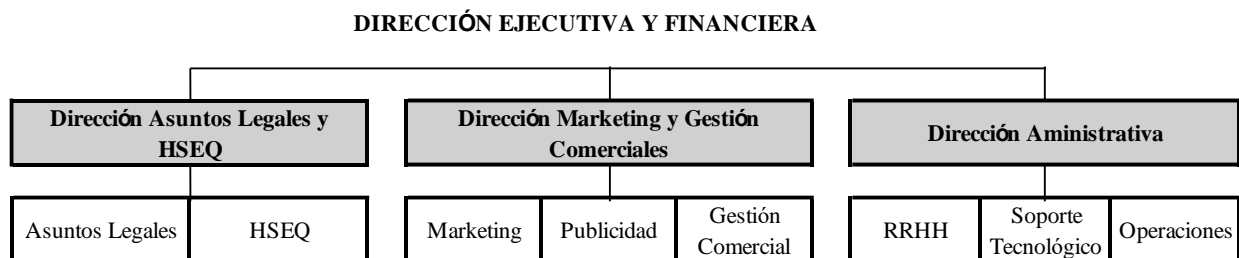 DIRECCIÓN EJECUTIVA Y FINANCIERA
Dirección Asuntos Legales y
HSEQ
Dirección Marketing y Gestión
Comerciales
Dirección Aministrativa
Asuntos Legales
HSEQ
Marketing
Publicidad
Gestión
Comercial
RRHH
Soporte
Tecnológico
Operaciones